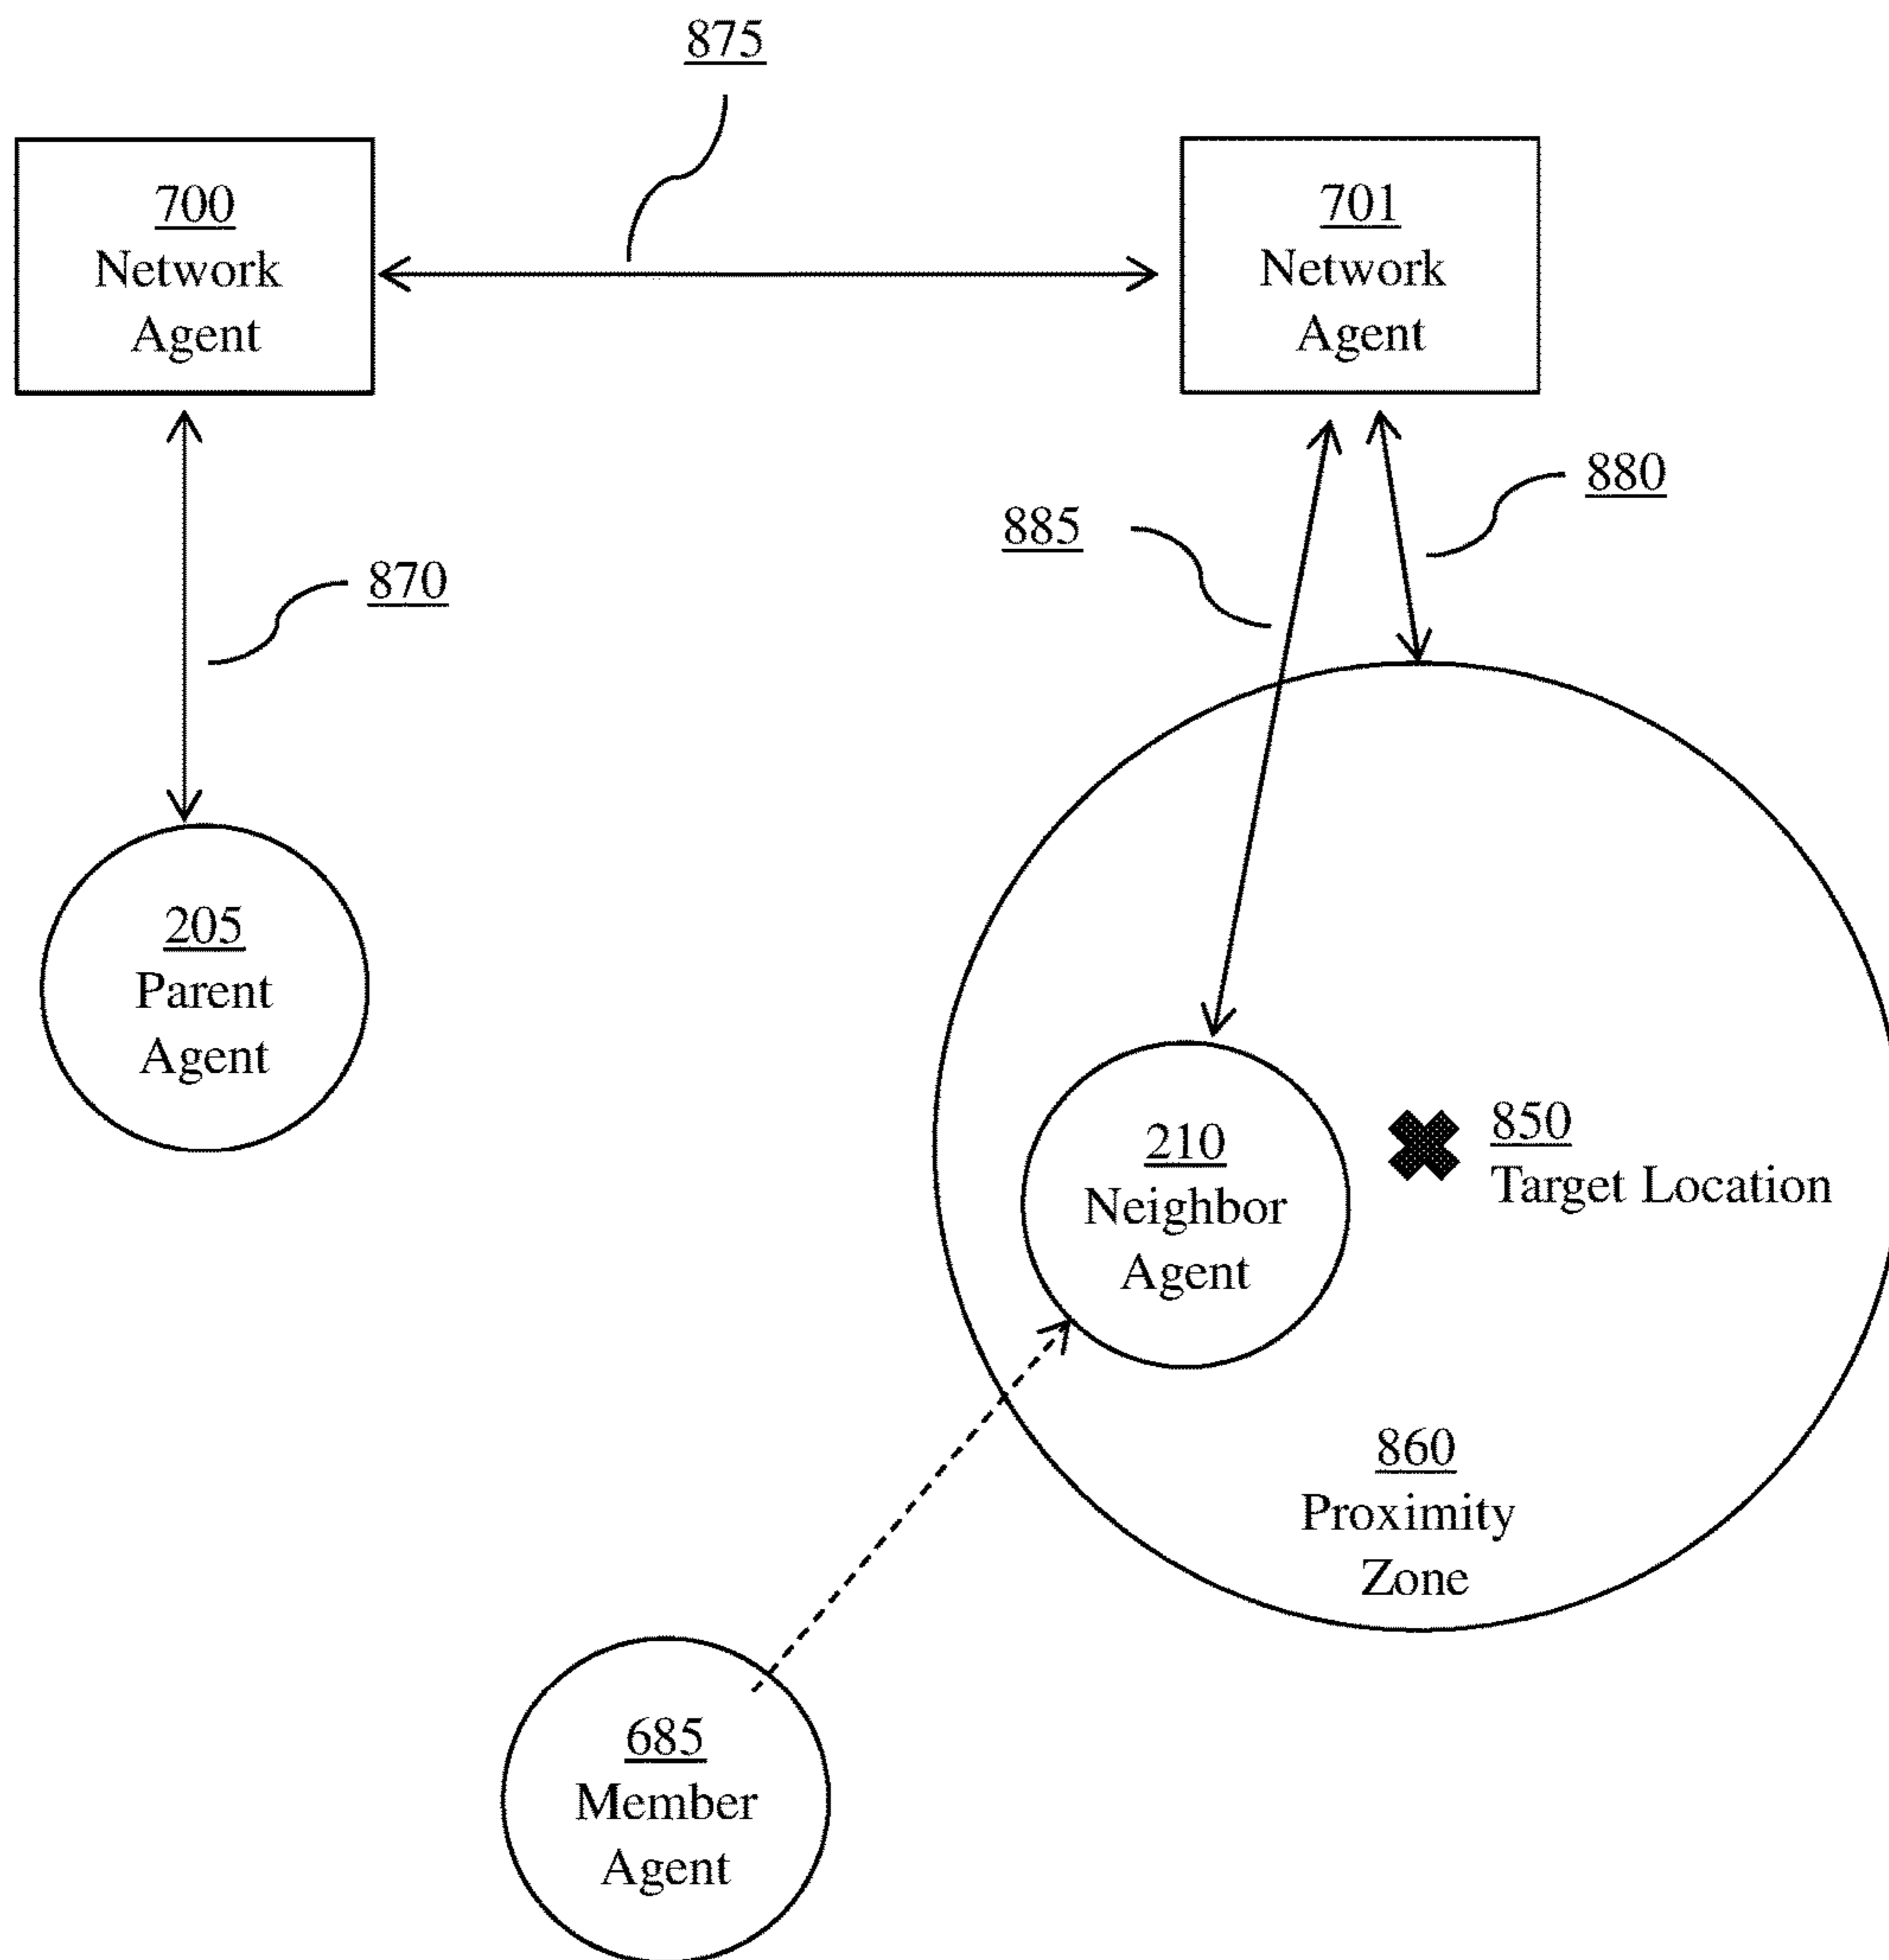 875
700
Network
Agent
701
Network
Agent
880
885
870
205
Parent
Agent
210
Neighbor
Agent
850
Target Location
860
Proximity
Zone
685
Member
Agent